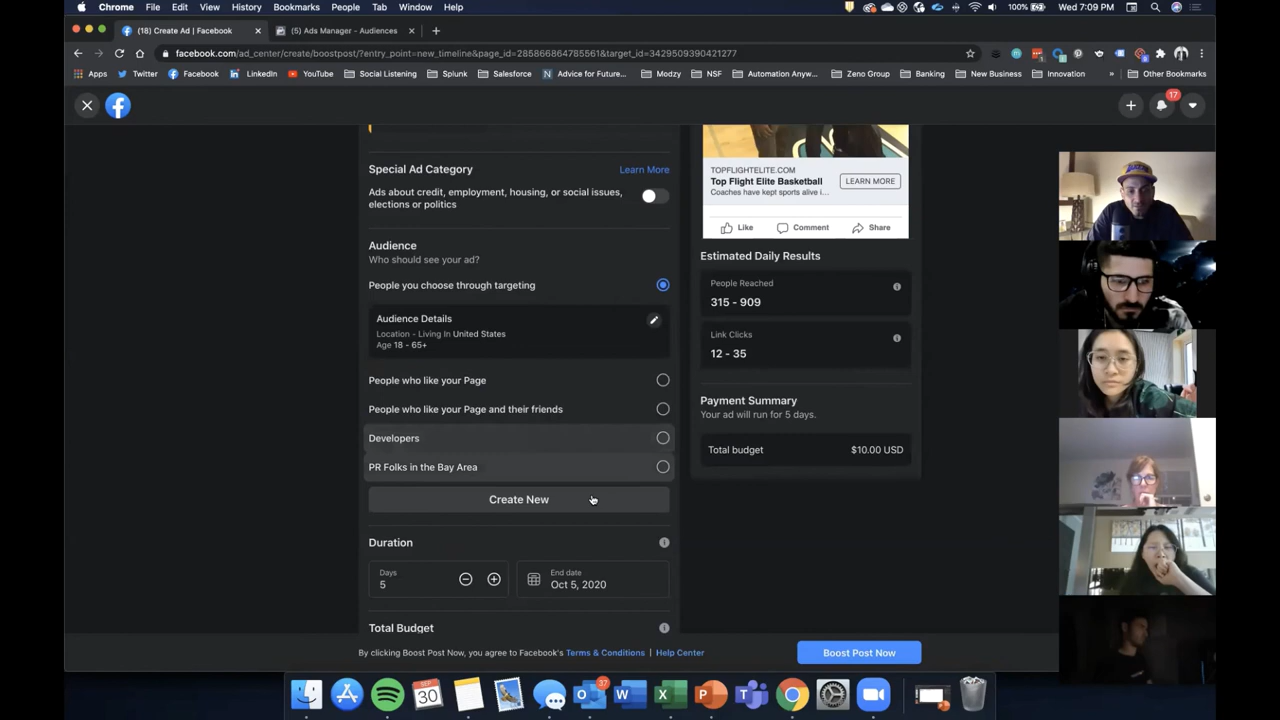 Chrome File Edit View History Bookmarks People Tab Window Help
100% Wed 7:09 PM
(18) Create Ad | Facebook
(5) Ads Manager - Audiences
facebook.com/ad_center/create/boostpost/?entry_point=new_timeline&page_id=285866864785561&target_id=3429509390421277
Apps Twitter Facebook LinkedIn YouTube Social Listening Splunk Salesforce Advice for Future... Modzy NSF Automation Anyw... Zeno Group Banking New Business Innovation » Other Bookmarks
17
Special Ad Category
Learn More
Ads about credit, employment, housing, or social issues,
elections or politics
Audience
Who should see your ad?
People you choose through targeting
Audience Details
Location - Living In United States
Age 18 - 65+
People who like your Page
People who like your Page and their friends
Developers
PR Folks in the Bay Area
Create New
Duration
Days
5
End date
Oct 5, 2020
Total Budget
TOPFLIGHTELITE.COM
Top Flight Elite Basketball
Coaches have kept sports alive i...
LEARN MORE
Like Comment Share
Estimated Daily Results
People Reached
315 - 909
Link Clicks
12 - 35
Payment Summary
Your ad will run for 5 days.
Total budget
$10.00 USD
By clicking Boost Post Now, you agree to Facebook's Terms & Conditions | Help Center
Boost Post Now
SEP
30
37